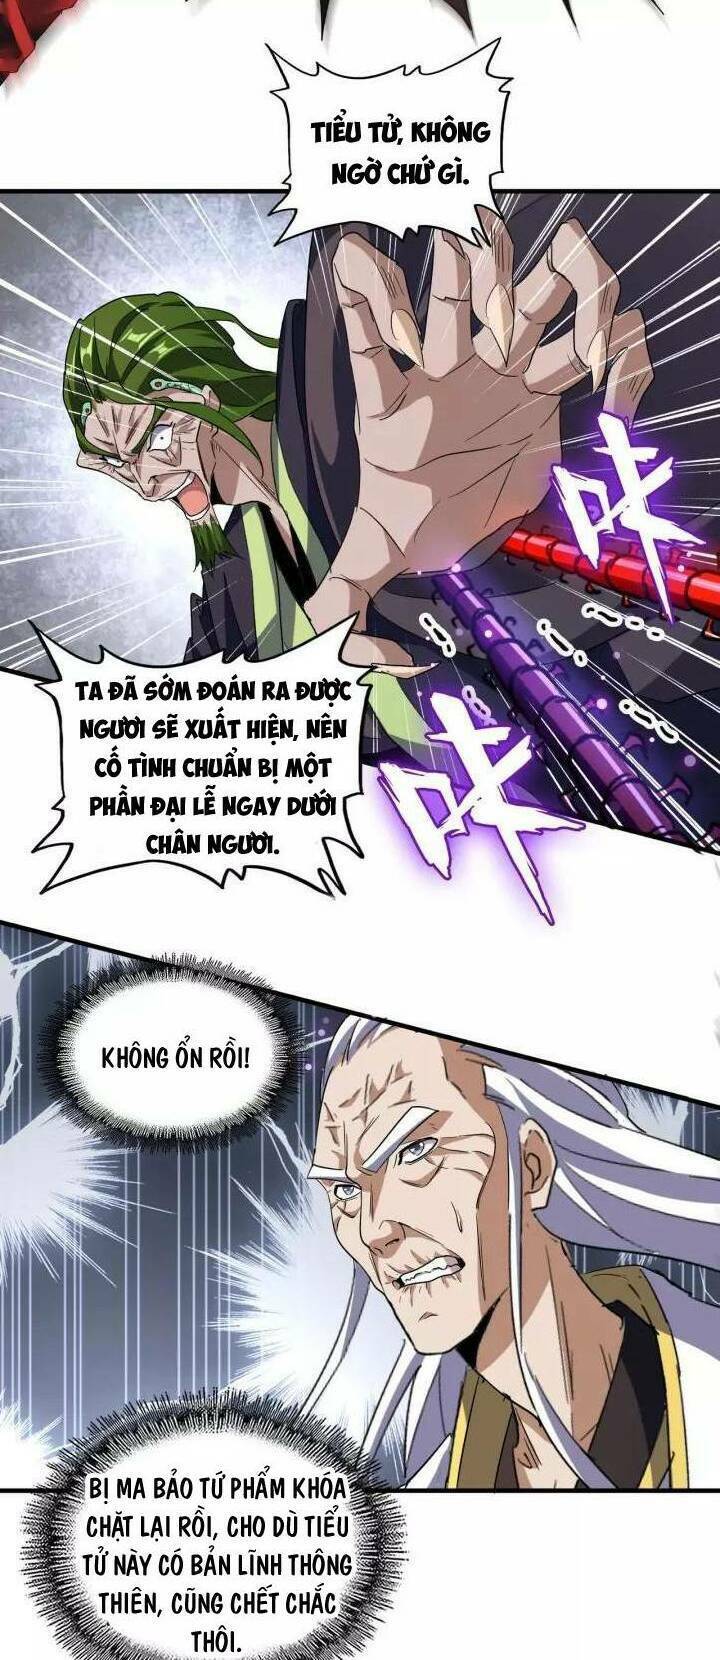 TIỂU TỬ, KHÔNG
NGỜ CHỨ GÌ.
咔
TA ĐÃ SỚM ĐOÁN RA ĐƯỢC
NGƯƠI SẼ XUẤT HIỆN, NÊN
CỐ TÌNH CHUẨN BỊ MỘT
PHẦN ĐẠI LỄ NGAY DƯỚI
CHÂN NGƯƠI.
咔
KHÔNG ỔN RỒI!
BỊ MA BẢO TỨ PHẨM KHÓA
CHẶT LẠI RỒI, CHO DÙ TIỂU
TỬ NÀY CÓ BẢN LĨNH THÔNG
THIÊN, CŨNG CHẾT CHẮC
THÔI.